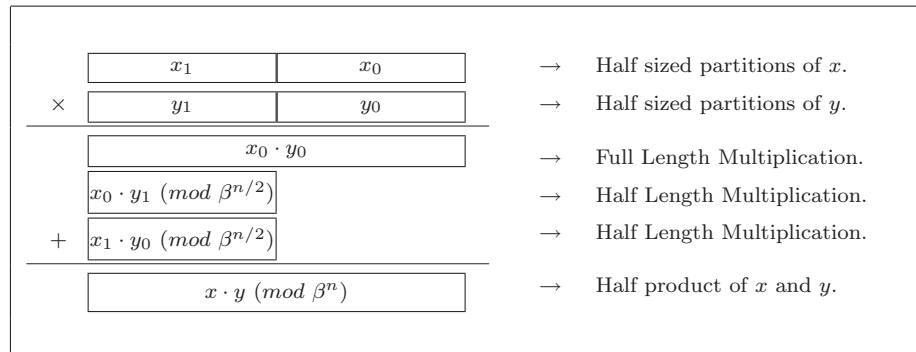 x₁ x₀ → Half sized partitions of x.
× y₁ y₀ → Half sized partitions of y.
x₀ · y₀ → Full Length Multiplication.
x₀ · y₁ (mod β^{n/2}) → Half Length Multiplication.
+ x₁ · y₀ (mod β^{n/2}) → Half Length Multiplication.
x · y (mod βⁿ) → Half product of x and y.